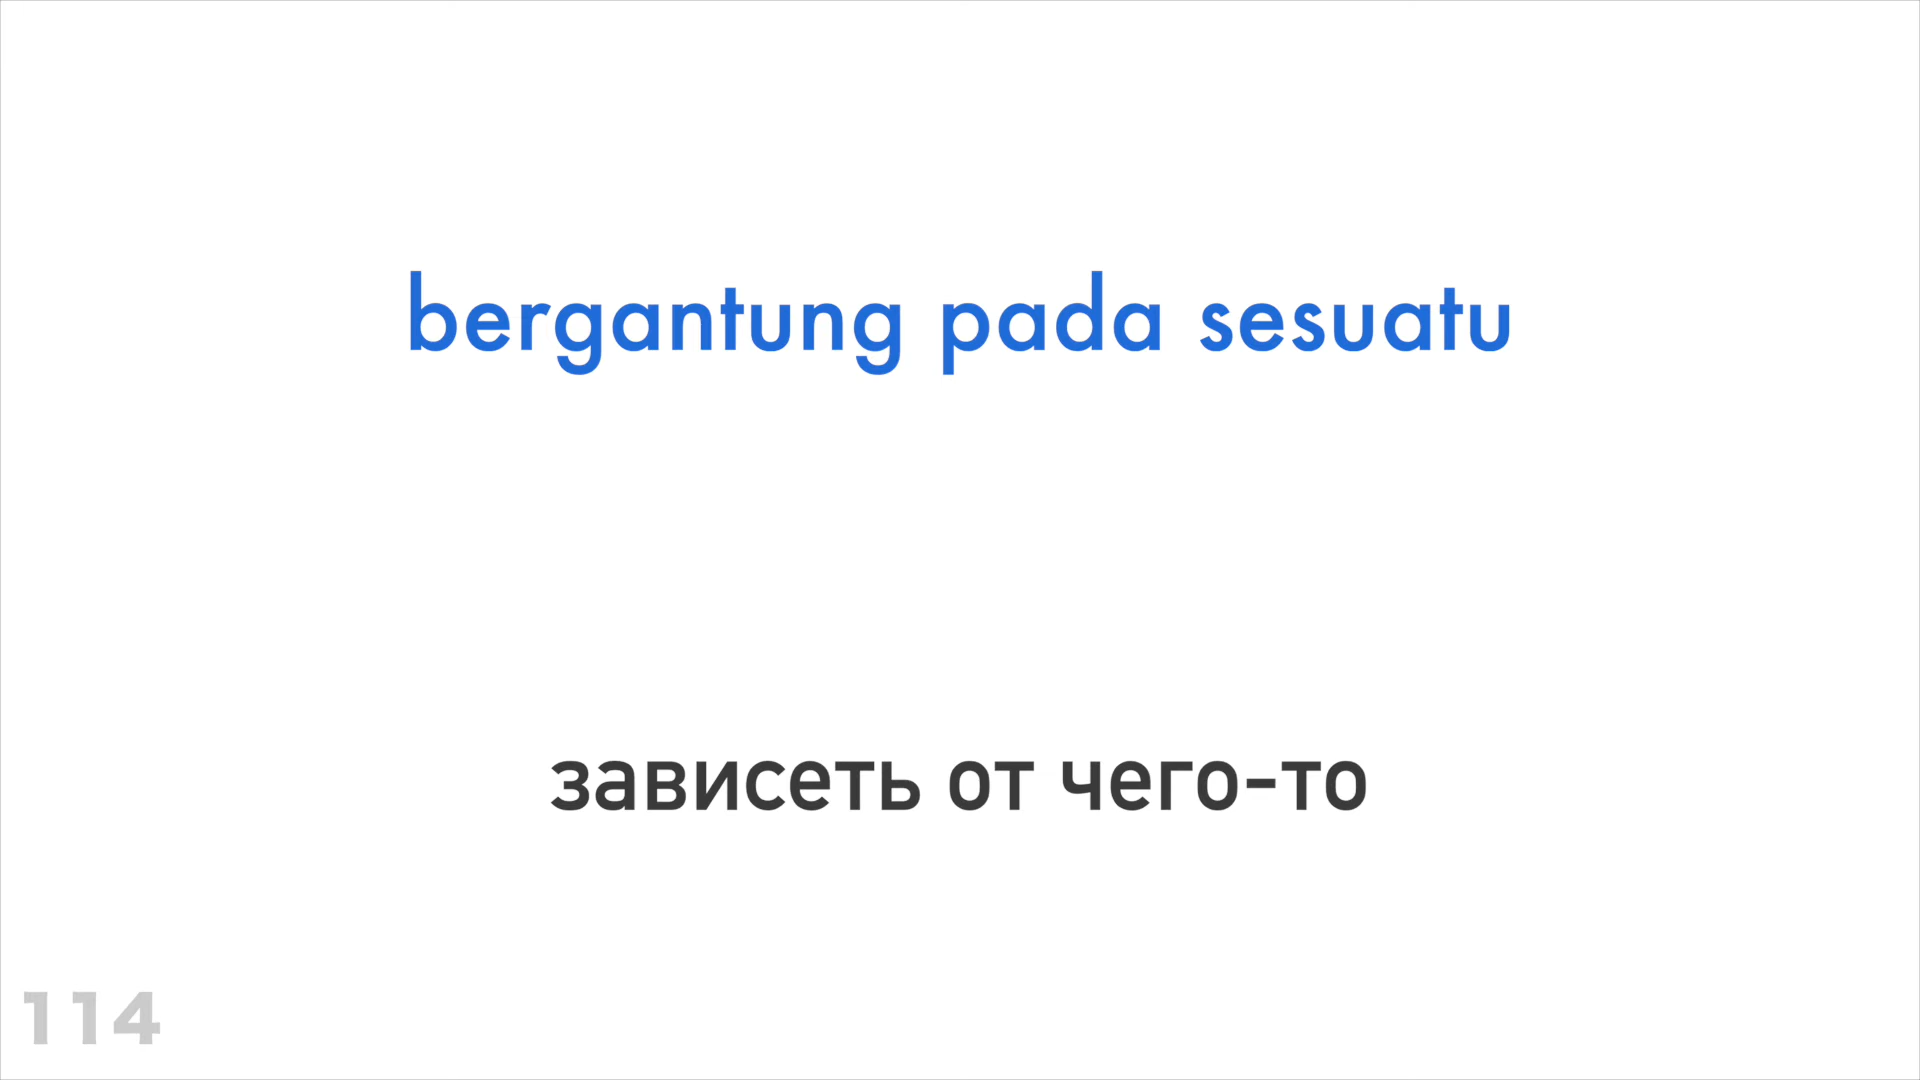 bergantung pada sesuatu
зависеть от чего-то
114